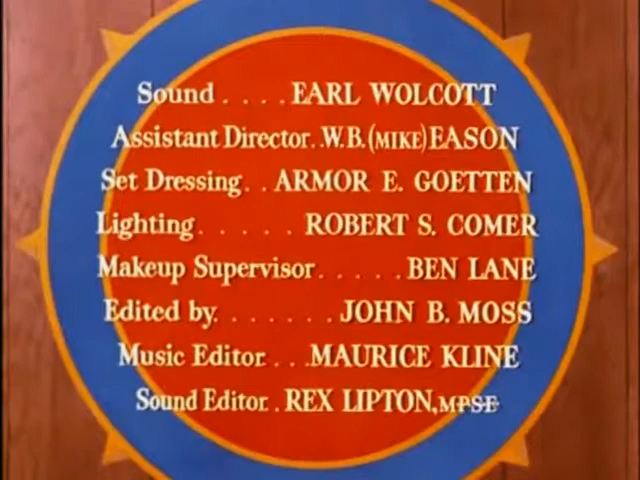 Sound . . . . EARL WOLCOTT
Assistant Director. . W.B. (MIKE) EASON
Set Dressing. . ARMOR E. GOETTEN
Lighting . . . . . ROBERT S. COMER
Makeup Supervisor . . . . . BEN LANE
Edited by. . . . . . . JOHN B. MOSS
Music Editor . . . MAURICE KLINE
Sound Editor. . REX LIPTON, MPSE